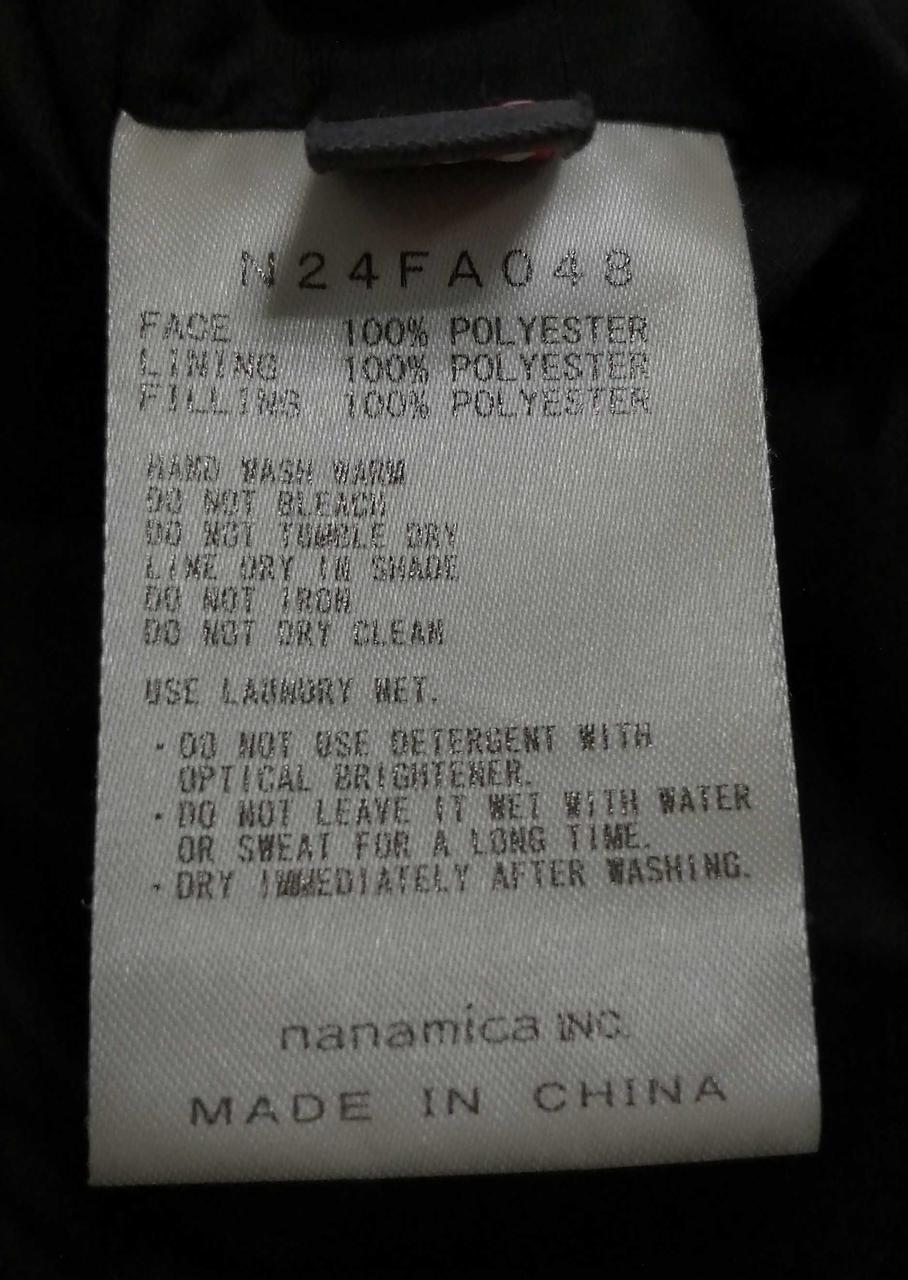 N24FA048
FACE 100% POLYESTER
LINING 100% POLYESTER
FILLING 100% POLYESTER
HAND WASH WARM
DO NOT BLEACH
DO NOT TUMBLE DRY
LINE DRY IN SHADE
DO NOT IRON
DO NOT DRY CLEAN
USE LAUNDRY NET.
・DO NOT USE DETERGENT WITH
OPTICAL BRIGHTENER.
・DO NOT LEAVE IT WET WITH WATER
OR SWEAT FOR A LONG TIME.
・DRY IMMEDIATELY AFTER WASHING.
nanamica INC.
MADE IN CHINA